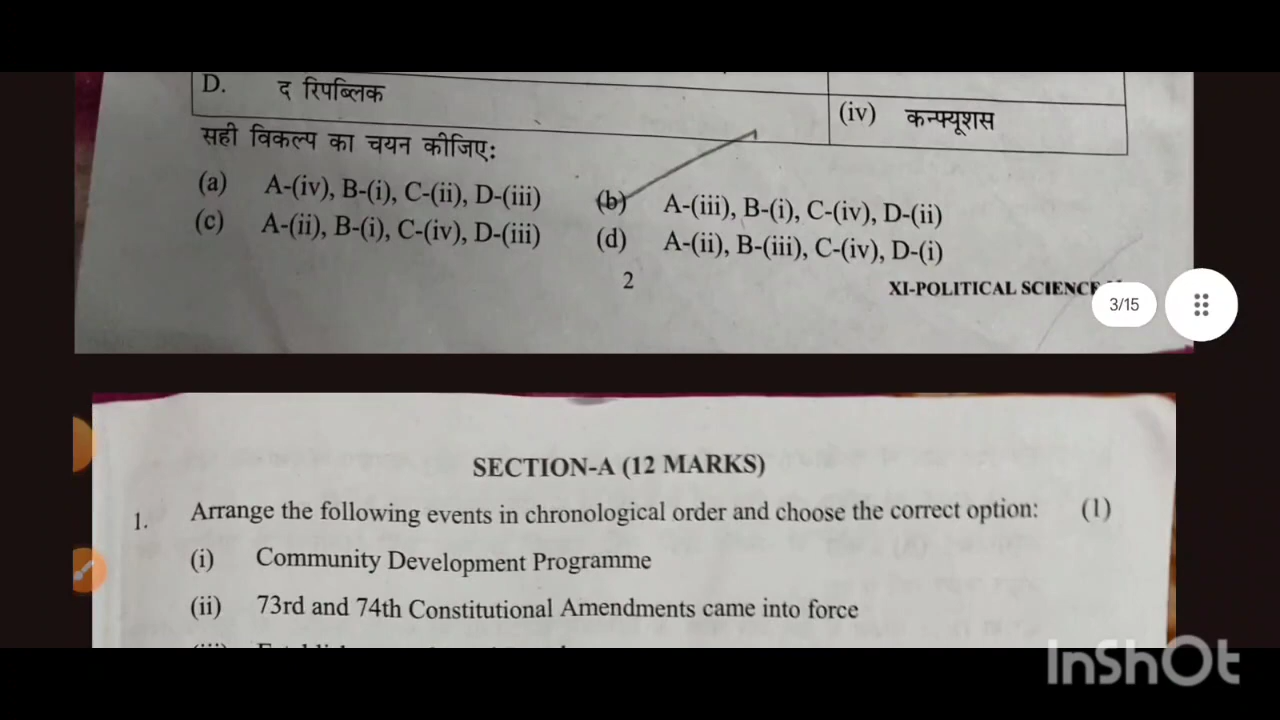 D. द रिपब्लिक
(iv) कन्फ्यूशस
सही विकल्प का चयन कीजिए:
(a) A-(iv), B-(i), C-(ii), D-(iii) (b) A-(iii), B-(i), C-(iv), D-(ii)
(c) A-(ii), B-(i), C-(iv), D-(iii) (d) A-(ii), B-(iii), C-(iv), D-(i)
2
XI-POLITICAL SCIENCE
3/15
SECTION-A (12 MARKS)
1. Arrange the following events in chronological order and choose the correct option: (1)
(i) Community Development Programme
(ii) 73rd and 74th Constitutional Amendments came into force
InShOt